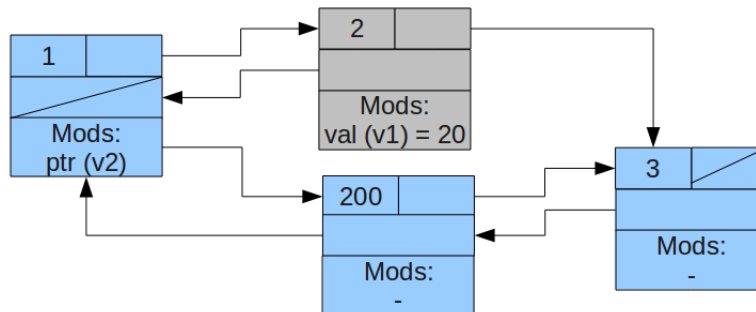 1
Mods:
ptr (v2)
2
Mods:
val (v1) = 20
200
Mods:
-
3
Mods:
-